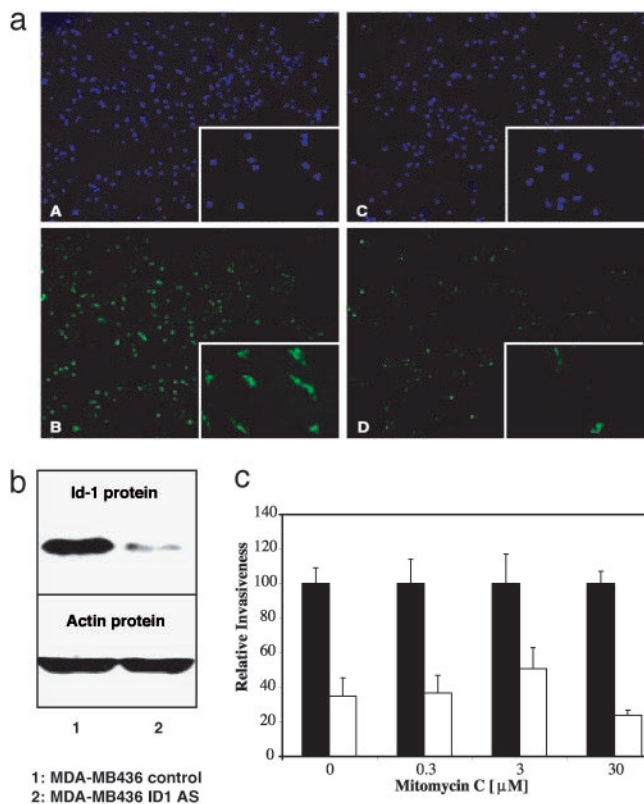 a
A
C
B
D
b
Id-1 protein
Actin protein
1 2
1: MDA-MB436 control
2: MDA-MB436 ID1 AS
c
140
120
100
80
60
40
20
0
Relative Invasiveness
0 0.3 3 30
Mitomycin C [μM]